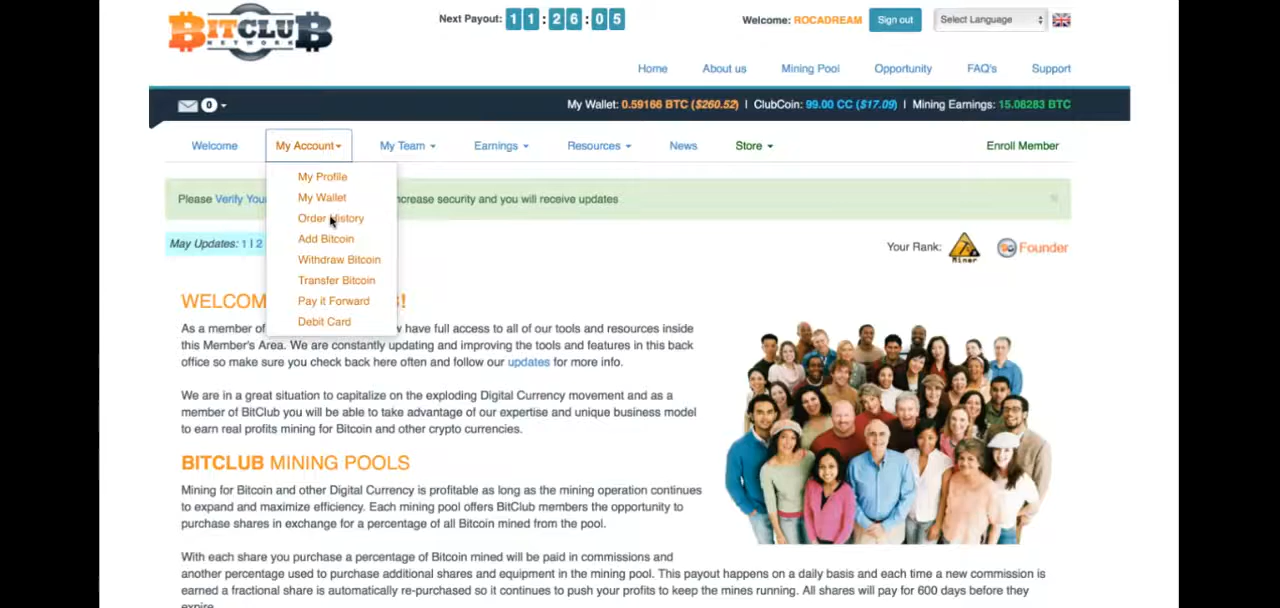 BITCLUB
NETWORK
Next Payout: 11:26:05
Welcome: ROCADREAM Sign out Select Language
Home About us Mining Pool Opportunity FAQ's Support
0 My Wallet: 0.59166 BTC ($260.52) | ClubCoin: 99.00 CC ($17.09) | Mining Earnings: 15.06283 BTC
Welcome My Account My Team Earnings Resources News Store Enroll Member
My Profile
My Wallet
Order History
Add Bitcoin
Withdraw Bitcoin
Transfer Bitcoin
Pay it Forward
Debit Card
Please Verify You ncrease security and you will receive updates
May Updates: 1 | 2
Your Rank: Miner Founder
WELCOM !
As a member of w have full access to all of our tools and resources inside
this Member's Area. We are constantly updating and improving the tools and features in this back
office so make sure you check back here often and follow our updates for more info.
We are in a great situation to capitalize on the exploding Digital Currency movement and as a
member of BitClub you will be able to take advantage of our expertise and unique business model
to earn real profits mining for Bitcoin and other crypto currencies.
BITCLUB MINING POOLS
Mining for Bitcoin and other Digital Currency is profitable as long as the mining operation continues
to expand and maximize efficiency. Each mining pool offers BitClub members the opportunity to
purchase shares in exchange for a percentage of all Bitcoin mined from the pool.
With each share you purchase a percentage of Bitcoin mined will be paid in commissions and
another percentage used to purchase additional shares and equipment in the mining pool. This payout happens on a daily basis and each time a new commission is
earned a fractional share is automatically re-purchased so it continues to push your profits to keep the mines running. All shares will pay for 600 days before they
expire.